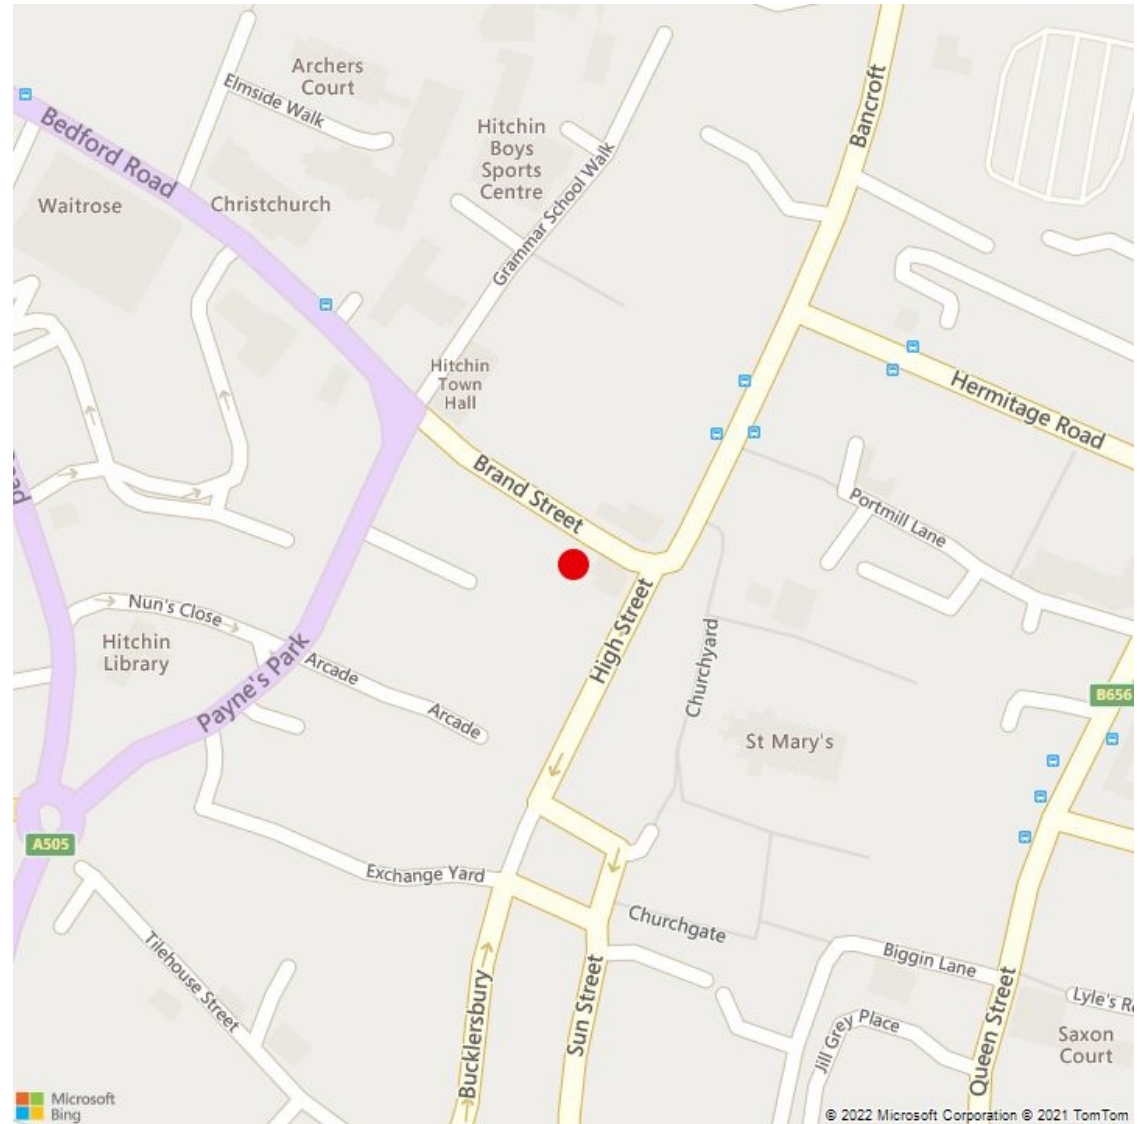 Archers
Court
Elmside Walk
Bedford Road
Hitchin
Boys
Sports
Centre
Bancroft
Waitrose
Christchurch
Grammar School Walk
Hitchin
Town
Hall
Hermitage Road
Brand Street
Portmill Lane
Nun's Close
Hitchin
Library
Arcade
Arcade
Payne's Park
High Street
Churchyard
St Mary's
B656
A505
Exchange Yard
Churchgate
Tilehouse Street
Bucklersbury
Sun Street
Biggin Lane
Jill Grey Place
Queen Street
Lyle's
Saxon
Court
Microsoft
Bing
© 2022 Microsoft Corporation © 2021 TomTom